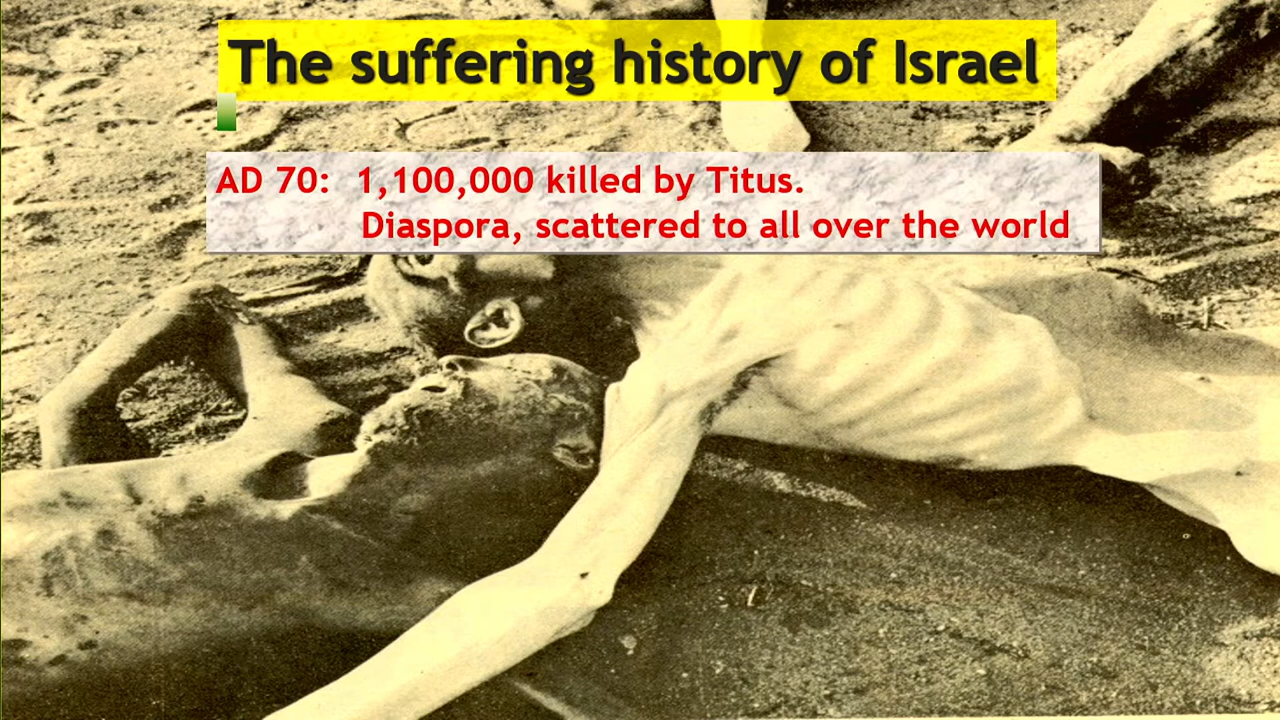 The suffering history of Israel
AD 70: 1,100,000 killed by Titus.
Diaspora, scattered to all over the world